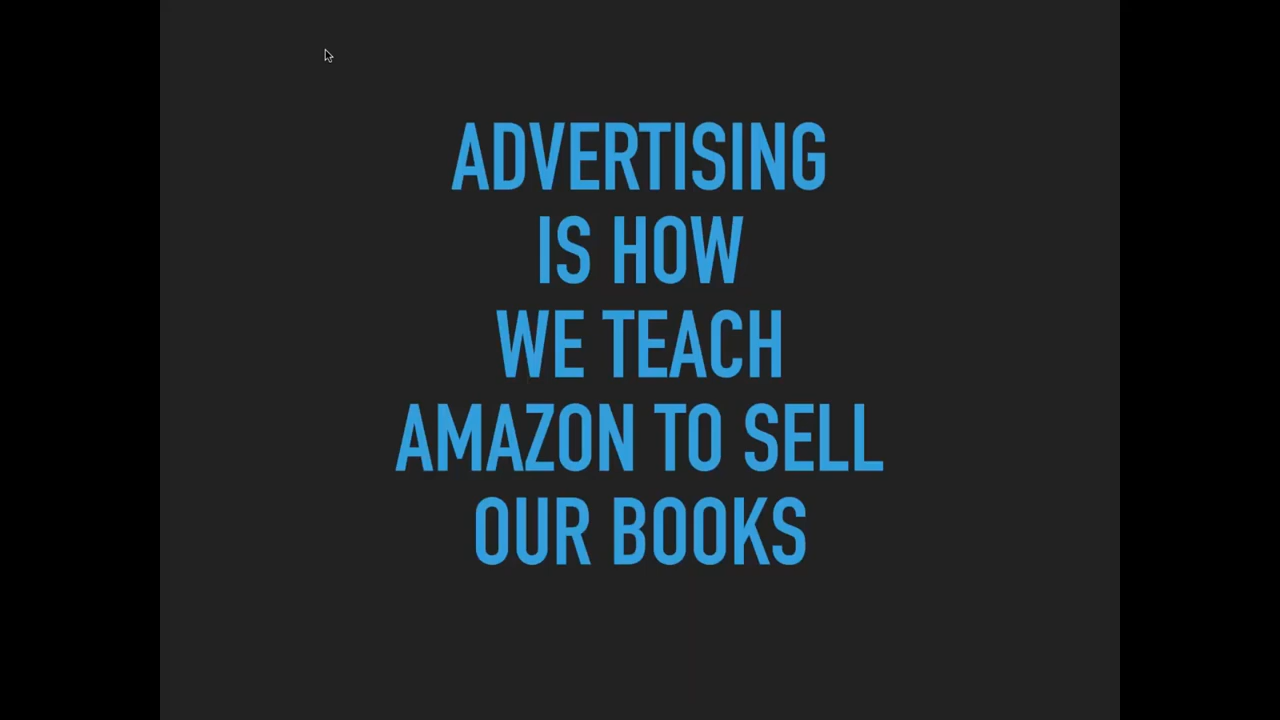 ADVERTISING
IS HOW
WE TEACH
AMAZON TO SELL
OUR BOOKS